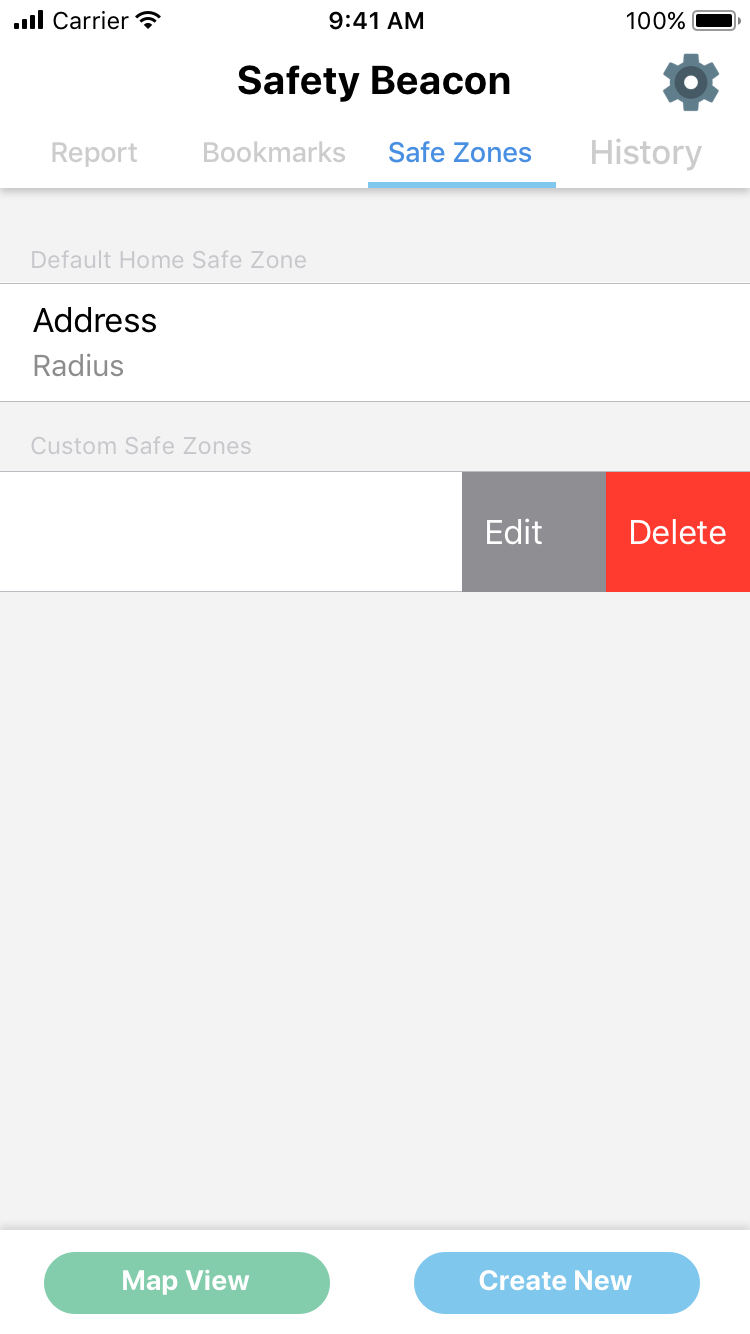 Carrier 9:41 AM 100%
Safety Beacon
Report Bookmarks Safe Zones History
Default Home Safe Zone
Address
Radius
Custom Safe Zones
Edit Delete
Map View Create New